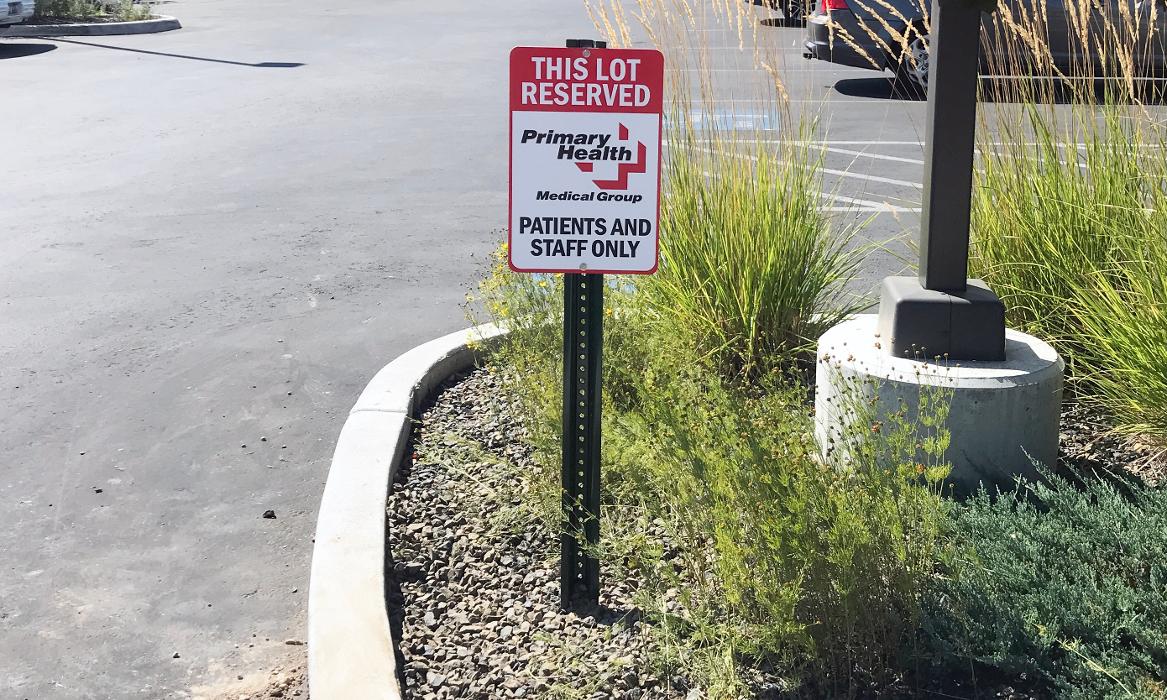 THIS LOT
RESERVED
Primary
Health
Medical Group
PATIENTS AND
STAFF ONLY